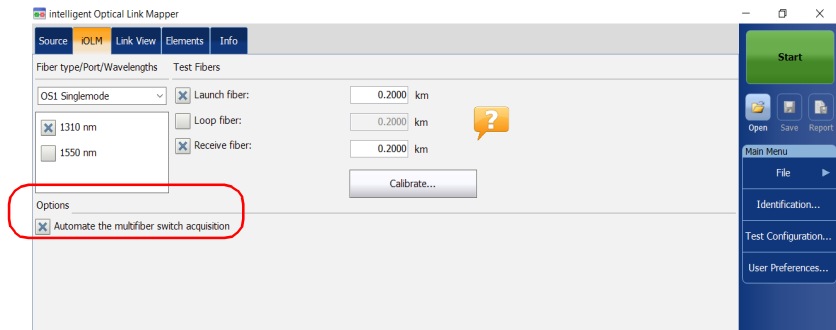 intelligent Optical Link Mapper
Source iOLM Link View Elements Info
Fiber type/Port/Wavelengths
OS1 Singlemode
1310 nm
1550 nm
Test Fibers
Launch fiber: 0.2000 km
Loop fiber: 0.2000 km
Receive fiber: 0.2000 km
?
Calibrate...
Options
Automate the multifiber switch acquisition
Start
Open Save Report
Main Menu
File
Identification...
Test Configuration...
User Preferences...